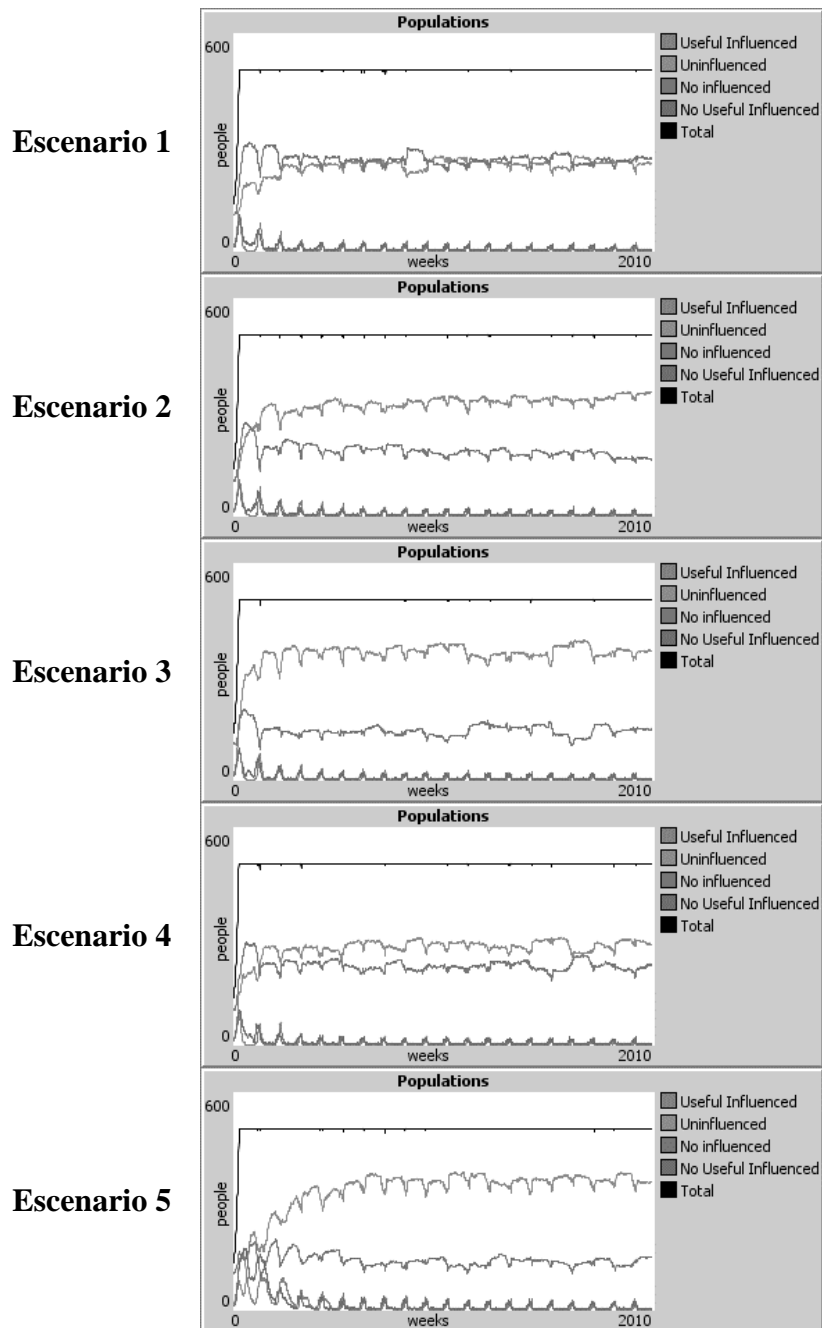 Escenario 1
Populations
600
people
0
0
weeks
2010
Useful Influenced
Uninfluenced
No influenced
No Useful Influenced
Total
Escenario 2
Populations
600
people
0
0
weeks
2010
Useful Influenced
Uninfluenced
No influenced
No Useful Influenced
Total
Escenario 3
Populations
600
people
0
0
weeks
2010
Useful Influenced
Uninfluenced
No influenced
No Useful Influenced
Total
Escenario 4
Populations
600
people
0
0
weeks
2010
Useful Influenced
Uninfluenced
No influenced
No Useful Influenced
Total
Escenario 5
Populations
600
people
0
0
weeks
2010
Useful Influenced
Uninfluenced
No influenced
No Useful Influenced
Total